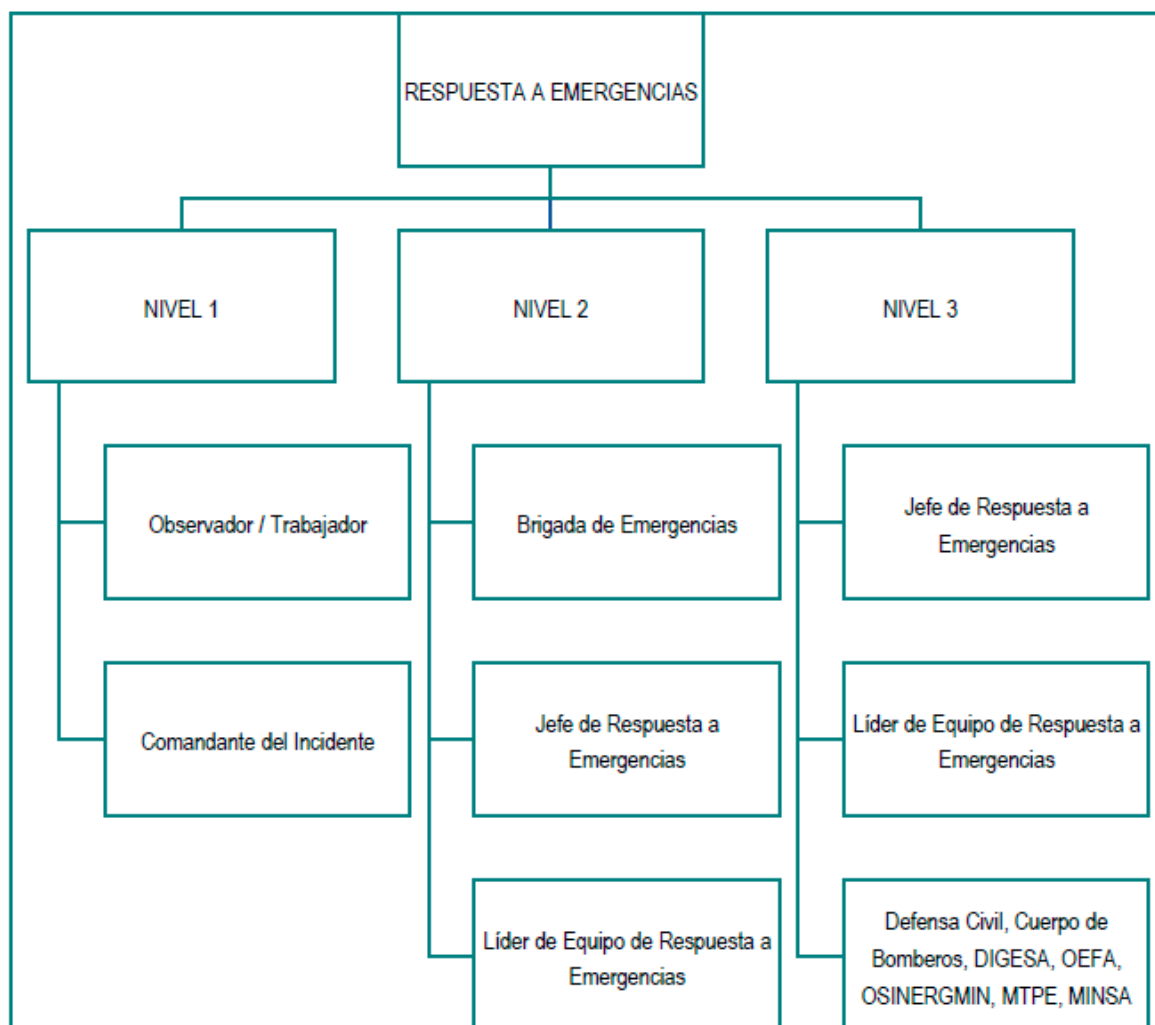 RESPUESTA A EMERGENCIAS
NIVEL 1
NIVEL 2
NIVEL 3
Observador / Trabajador
Brigada de Emergencias
Jefe de Respuesta a
Emergencias
Comandante del Incidente
Jefe de Respuesta a
Emergencias
Líder de Equipo de Respuesta a
Emergencias
Líder de Equipo de Respuesta a
Emergencias
Defensa Civil, Cuerpo de
Bomberos, DIGESA, OEFA,
OSINERGMIN, MTPE, MINSA